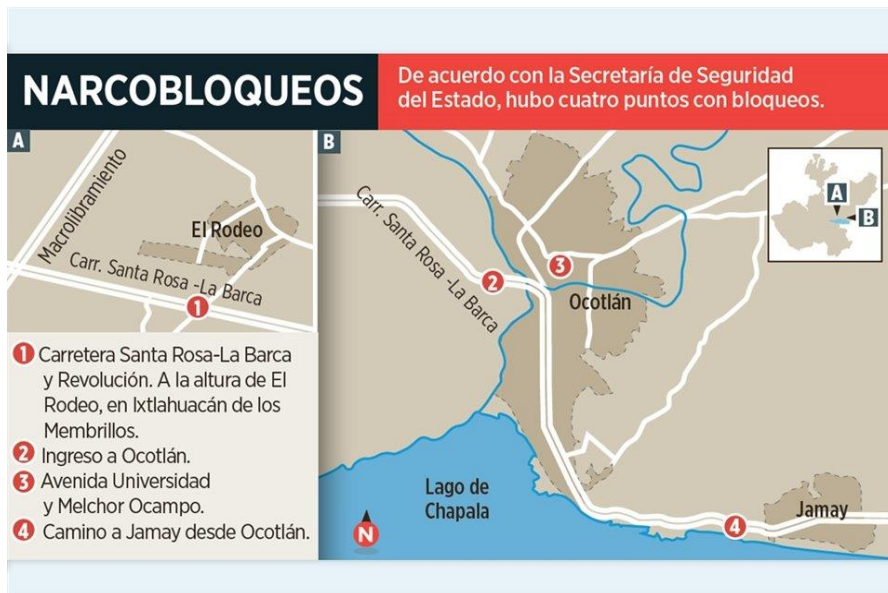 NARCOBLOQUEOS
De acuerdo con la Secretaría de Seguridad
del Estado, hubo cuatro puntos con bloqueos.
A
Macrolibramiento
El Rodeo
Carr. Santa Rosa -La Barca
1
B
Carr. Santa Rosa -La Barca
2
3
Ocotlán
Lago de
Chapala
N
4
Jamay
A
B
1 Carretera Santa Rosa-La Barca
y Revolución. A la altura de El
Rodeo, en Ixtlahuacán de los
Membrillos.
2 Ingreso a Ocotlán.
3 Avenida Universidad
y Melchor Ocampo.
4 Camino a Jamay desde Ocotlán.